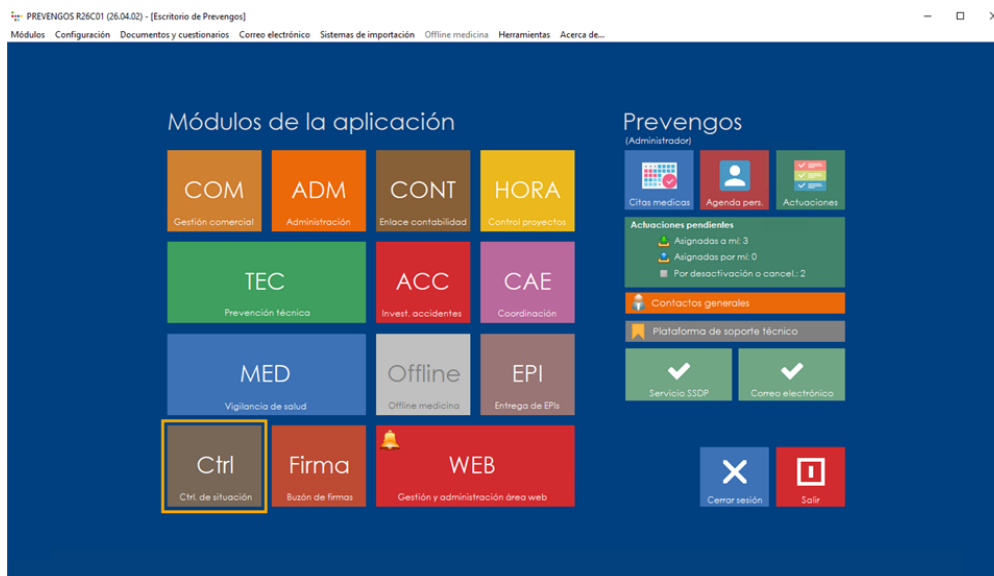 PREVENGOS R26C01 (26.04.02) - [Escritorio de Prevengos]
Módulos Configuración Documentos y cuestionarios Correo electrónico Sistemas de importación Offline medicina Herramientas Acerca de...
Módulos de la aplicación
COM
Gestión comercial
ADM
Administración
CONT
Enlace contabilidad
HORA
Control proyectos
TEC
Prevención técnica
ACC
Invest. accidentes
CAE
Coordinación
MED
Vigilancia de salud
Offline
Offline medicina
EPI
Entrega de EPIs
Ctrl
Ctrl. de situación
Firma
Buzón de firmas
WEB
Gestión y administración área web
Prevengos
(Administrador)
Citas medicas
Agenda pers.
Actuaciones
Actuaciones pendientes
Asignadas a mí: 3
Asignadas por mí: 0
Por desactivación o cancel.: 2
Contactos generales
Plataforma de soporte técnico
Servicio SSDP
Correo electrónico
Cerrar sesión
Salir